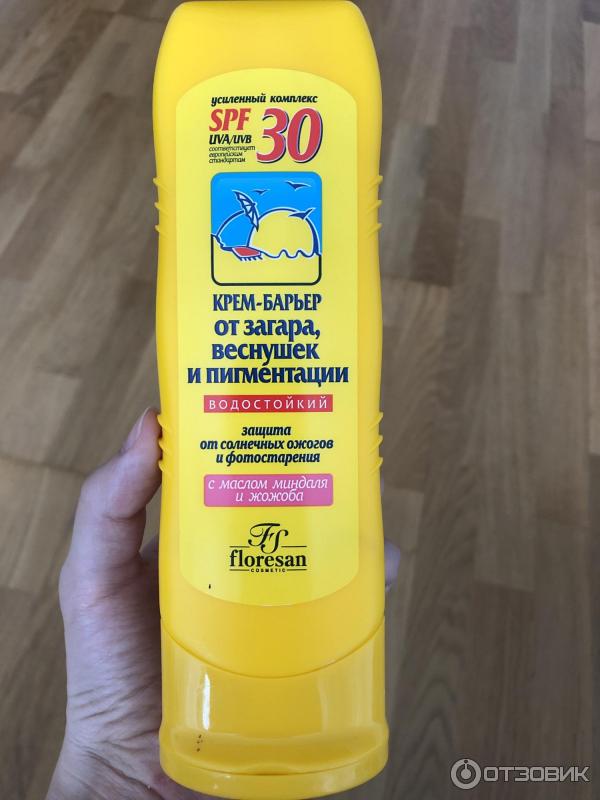 усиленный комплекс
SPF 30
UVA/UVB
соответствует
европейским
стандартам
КРЕМ-БАРЬЕР
от загара,
веснушек
и пигментации
ВОДОСТОЙКИЙ
защита
от солнечных ожогов
и фотостарения
с маслом миндаля
и жожоба
FS
floresan
COSMETIC
ОТЗОВИК